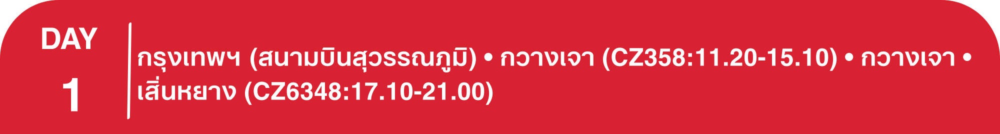 DAY
1
กรุงเทพฯ (สนามบินสุวรรณภูมิ) • กวางเจา (CZ358:11.20-15.10) • กวางเจา •
เสิ่นหยาง (CZ6348:17.10-21.00)